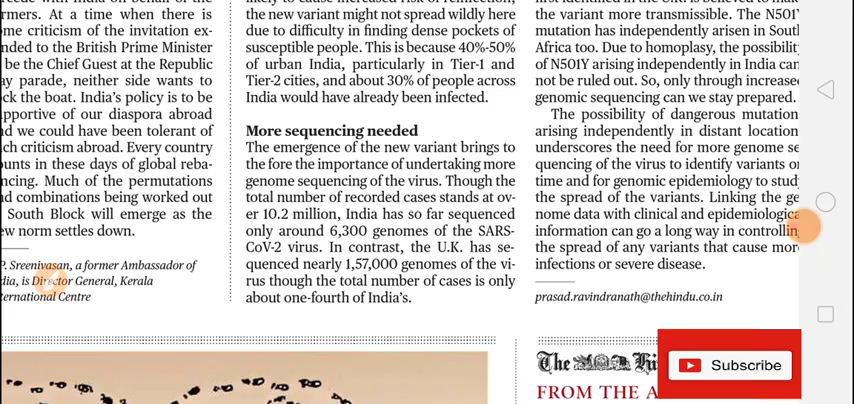 rmers. At a time when there is
me criticism of the invitation ex-
nded to the British Prime Minister
be the Chief Guest at the Republic
ay parade, neither side wants to
ck the boat. India's policy is to be
pportive of our diaspora abroad
d we could have been tolerant of
ch criticism abroad. Every country
unts in these days of global reba-
ncing. Much of the permutations
d combinations being worked out
South Block will emerge as the
ew norm settles down.
P. Sreenivasan, a former Ambassador of
dia, is Director General, Kerala
ternational Centre
the new variant might not spread wildly here
due to difficulty in finding dense pockets of
susceptible people. This is because 40%-50%
of urban India, particularly in Tier-1 and
Tier-2 cities, and about 30% of people across
India would have already been infected.
More sequencing needed
The emergence of the new variant brings to
the fore the importance of undertaking more
genome sequencing of the virus. Though the
total number of recorded cases stands at ov-
er 10.2 million, India has so far sequenced
only around 6,300 genomes of the SARS-
CoV-2 virus. In contrast, the U.K. has se-
quenced nearly 1,57,000 genomes of the vi-
rus though the total number of cases is only
about one-fourth of India's.
the variant more transmissible. The N501Y
mutation has independently arisen in South
Africa too. Due to homoplasy, the possibility
of N501Y arising independently in India can
not be ruled out. So, only through increase
genomic sequencing can we stay prepared.
The possibility of dangerous mutation
arising independently in distant location
underscores the need for more genome se
quencing of the virus to identify variants o
time and for genomic epidemiology to stud
the spread of the variants. Linking the ge
nome data with clinical and epidemiologica
information can go a long way in controllin
the spread of any variants that cause mor
infections or severe disease.
prasad.ravindranath@thehindu.co.in
The Hi
FROM THE A
Subscribe